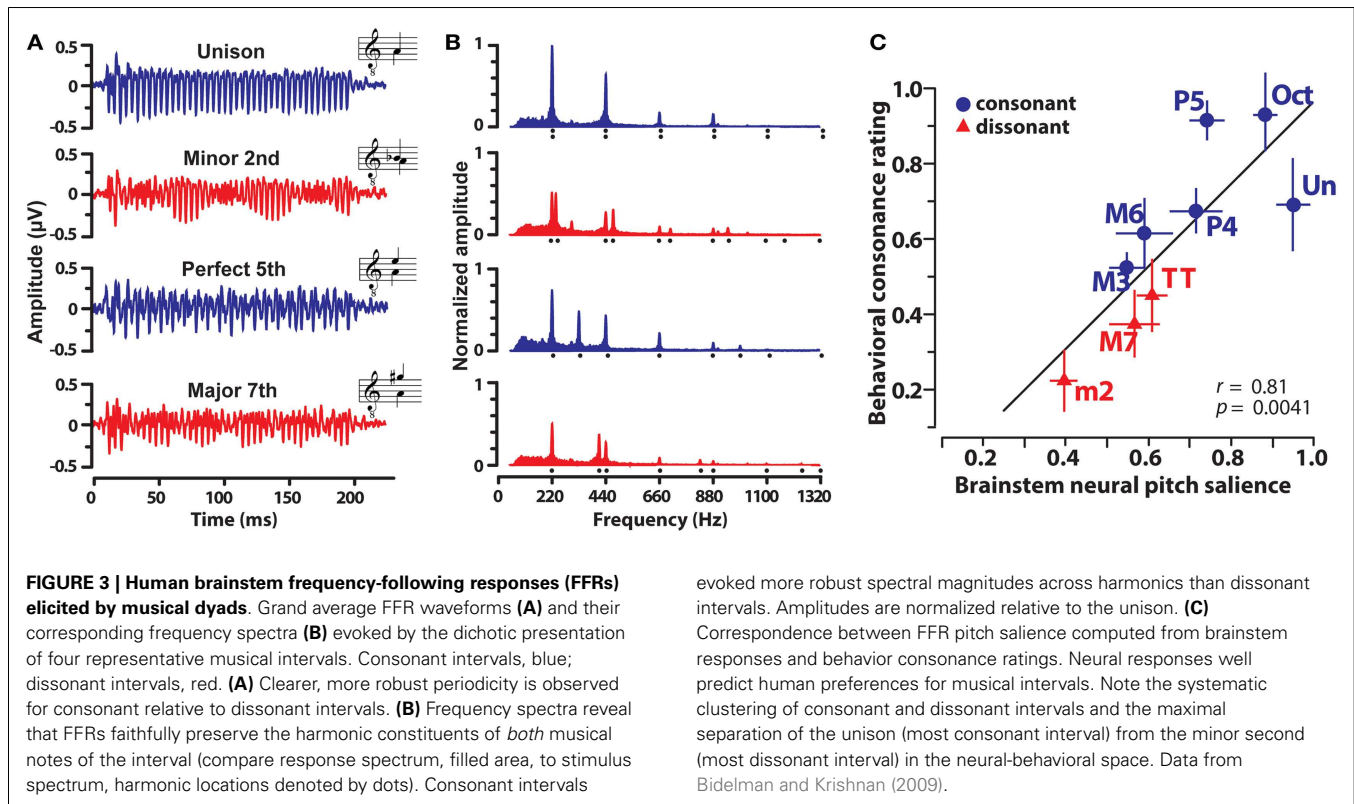 A
B
C
0.5
0
-0.5
Unison
0.5
0
-0.5
Minor 2nd
0.5
0
-0.5
Perfect 5th
0.5
0
-0.5
Major 7th
Amplitude (µV)
0 50 100 150 200
Time (ms)
8
8
8
8
1
0
1
0
1
0
1
0
Normalized amplitude
0 220 440 660 880 1100 1320
Frequency (Hz)
1.0
0.8
0.6
0.4
0.2
Behavioral consonance rating
consonant
dissonant
P5
Oct
Un
M6
P4
M3
TT
M7
m2
r = 0.81
p = 0.0041
0.2 0.4 0.6 0.8 1.0
Brainstem neural pitch salience
FIGURE 3 | Human brainstem frequency-following responses (FFRs)
elicited by musical dyads. Grand average FFR waveforms (A) and their
corresponding frequency spectra (B) evoked by the dichotic presentation
of four representative musical intervals. Consonant intervals, blue;
dissonant intervals, red. (A) Clearer, more robust periodicity is observed
for consonant relative to dissonant intervals. (B) Frequency spectra reveal
that FFRs faithfully preserve the harmonic constituents of both musical
notes of the interval (compare response spectrum, filled area, to stimulus
spectrum, harmonic locations denoted by dots). Consonant intervals
evoked more robust spectral magnitudes across harmonics than dissonant
intervals. Amplitudes are normalized relative to the unison. (C)
Correspondence between FFR pitch salience computed from brainstem
responses and behavior consonance ratings. Neural responses well
predict human preferences for musical intervals. Note the systematic
clustering of consonant and dissonant intervals and the maximal
separation of the unison (most consonant interval) from the minor second
(most dissonant interval) in the neural-behavioral space. Data from
Bidelman and Krishnan (2009).